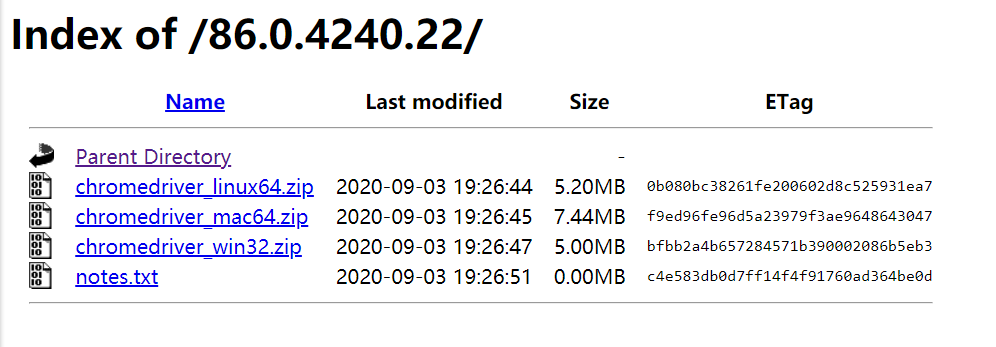 Index of /86.0.4240.22/
Name Last modified Size ETag
Parent Directory -
chromedriver_linux64.zip 2020-09-03 19:26:44 5.20MB 0b080bc38261fe200602d8c525931ea7
chromedriver_mac64.zip 2020-09-03 19:26:45 7.44MB f9ed96fe96d5a23979f3ae9648643047
chromedriver_win32.zip 2020-09-03 19:26:47 5.00MB bfbb2a4b657284571b390002086b5eb3
notes.txt 2020-09-03 19:26:51 0.00MB c4e583db0d7ff14f4f91760ad364be0d